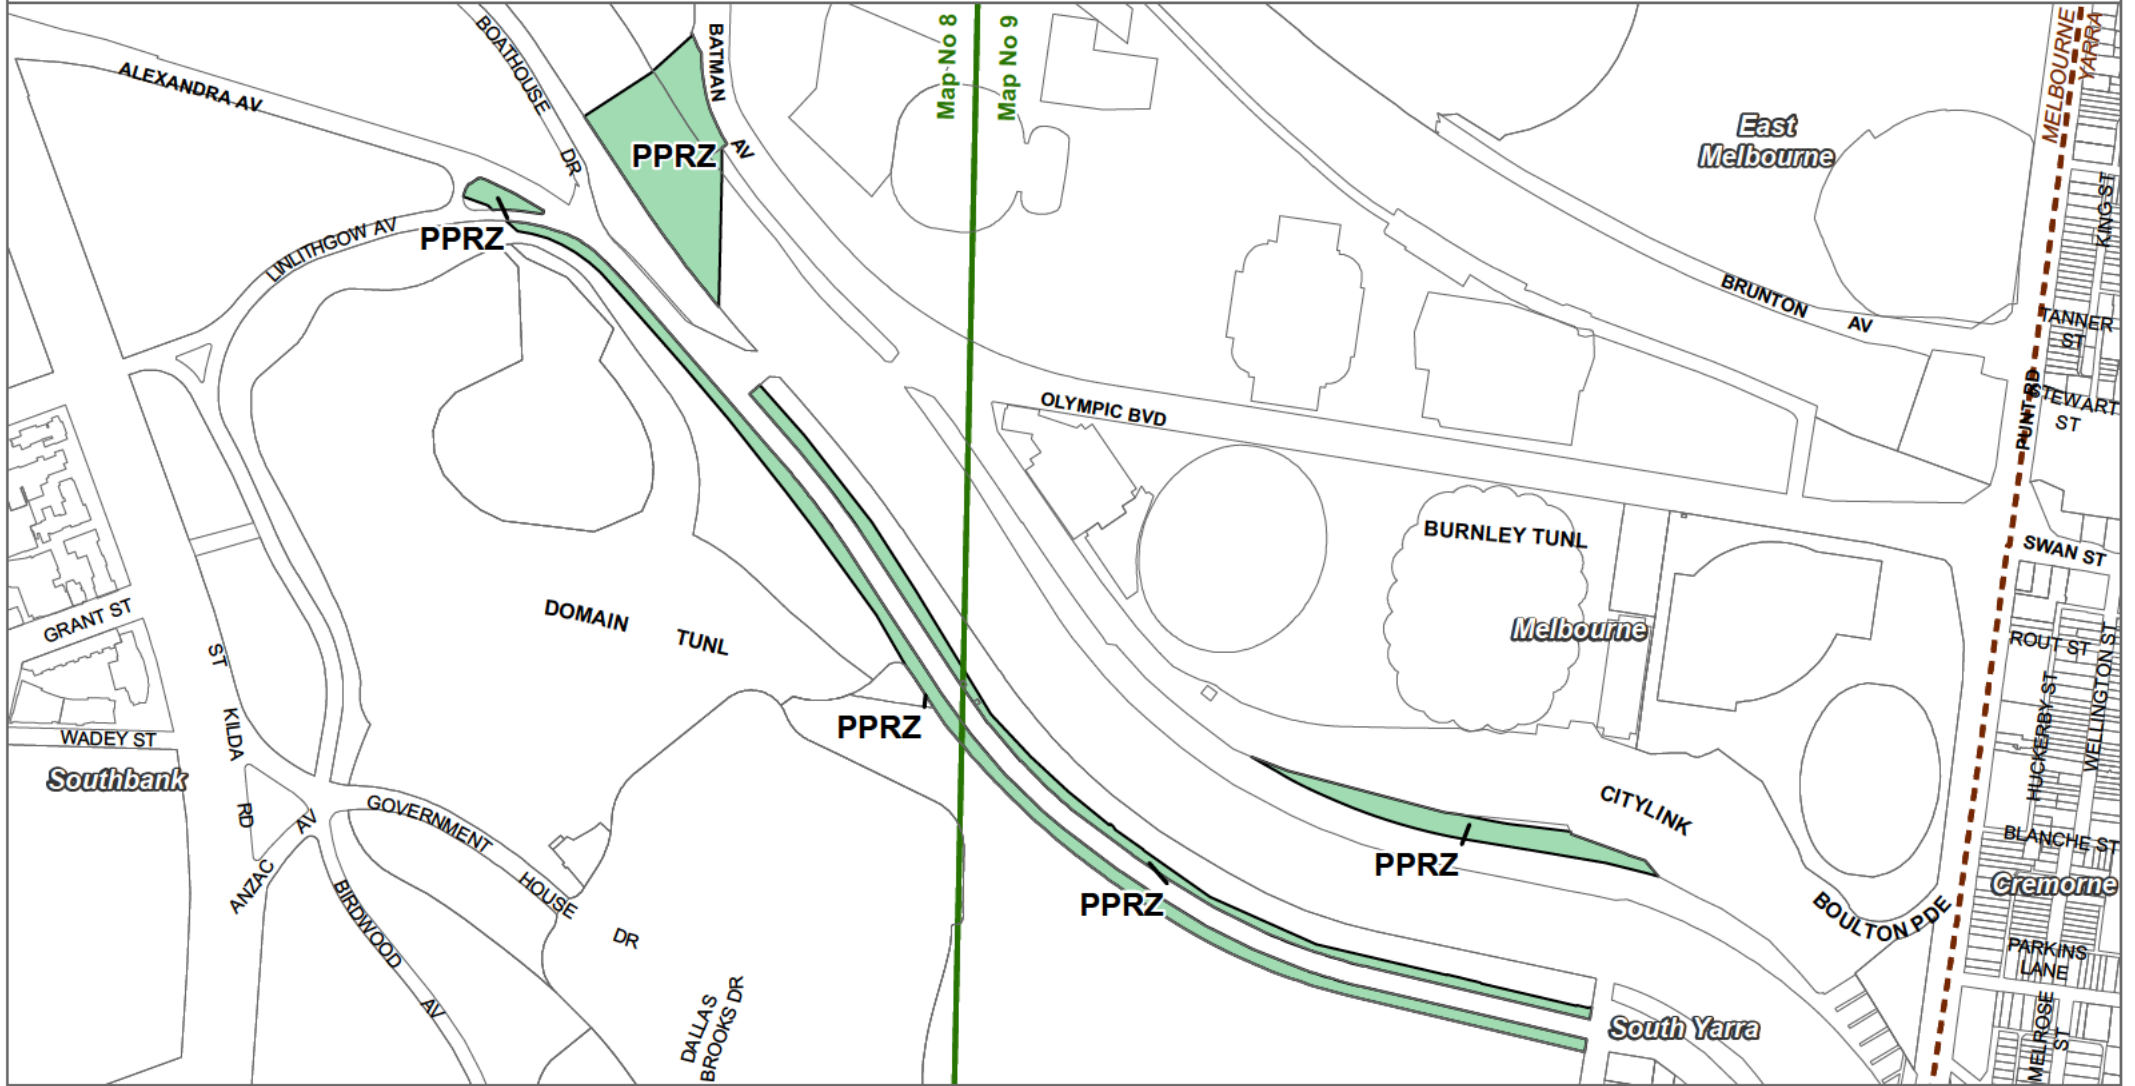 BOATHOUSE
DR
BATMAN
AV
Map No 8
Map No 9
MELBOURNE
YARRA
ALEXANDRA AV
PPRZ
East
Melbourne
KING ST
PPRZ
LINLITHGOW AV
BRUNTON
AV
TANNER
ST
PUNT RD
STEWART
ST
OLYMPIC BVD
BURNLEY TUNL
SWAN ST
DOMAIN
TUNL
Melbourne
GRANT ST
ROUT ST
WELLINGTON ST
HUCKERBY ST
ST
KILDA
RD
WADEY ST
Southbank
PPRZ
GOVERNMENT
HOUSE
DR
CITYLINK
AV
ANZAC
BLANCHE ST
PPRZ
PPRZ
Cremorne
BOULTON PDE
BIRDWOOD
AV
PARKINS
LANE
DALLAS
BROOKS DR
South Yarra
MELROSE
ST